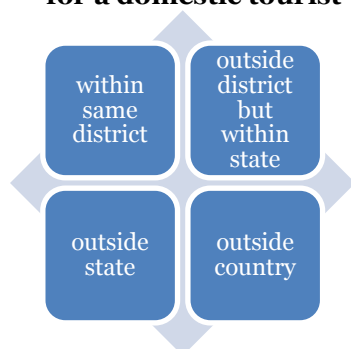 for a domestic tourist
within
same
district
outside
district
but
within
state
outside
state
outside
country